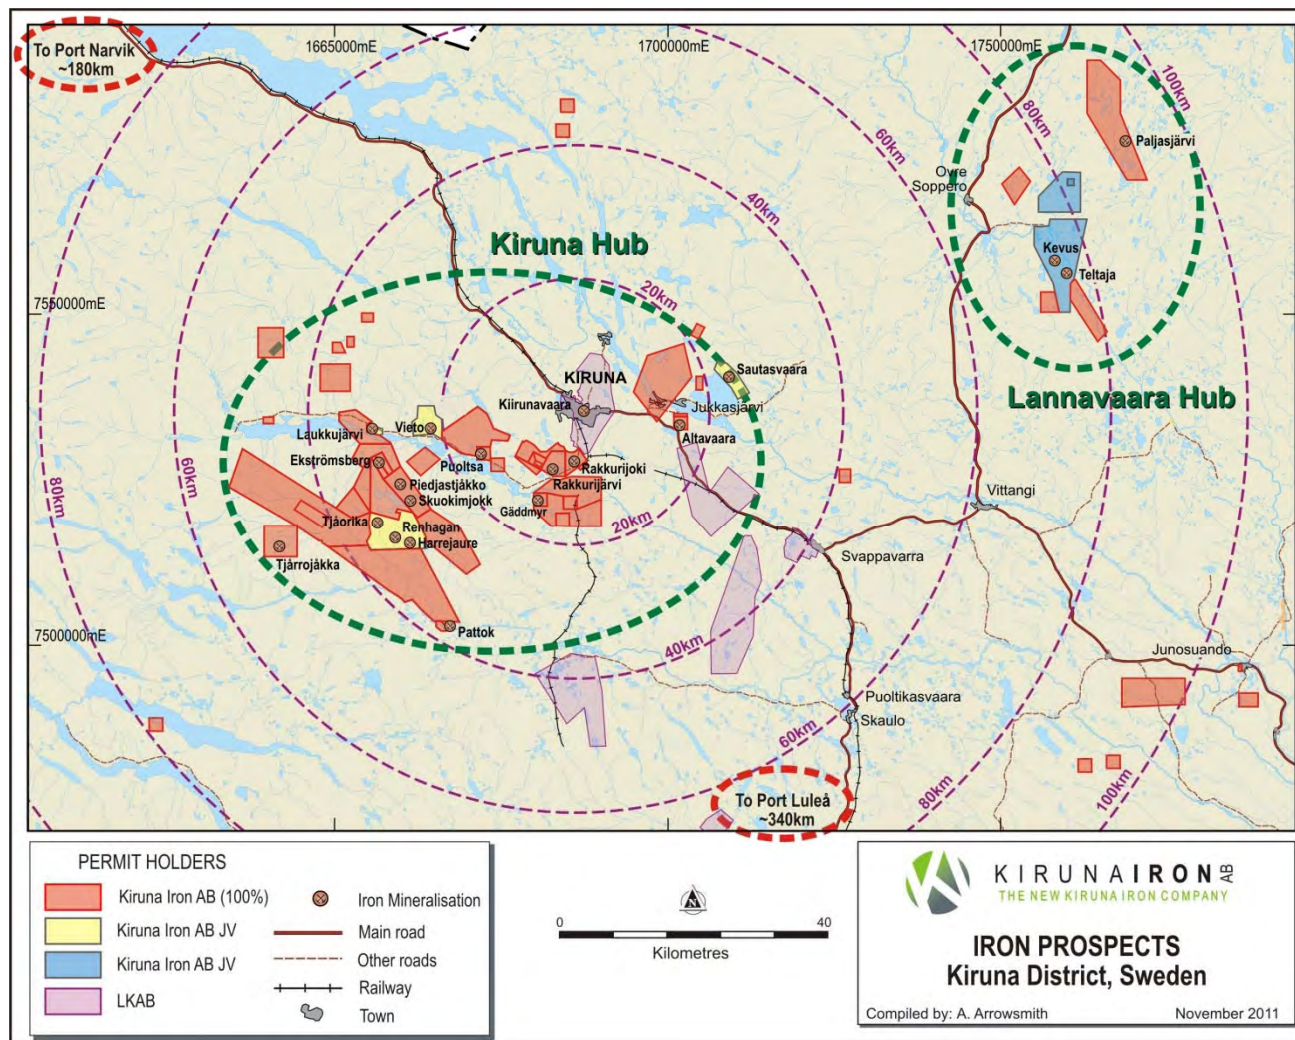 To Port Narvik
~180km
1665000mE
1700000mE
1750000mE
100km
80km
60km
40km
20km
Paljasjärvi
Ovre
Soppero
Kevus
Teltaja
Kiruna Hub
7550000mE
KIRUNA
Kiirunavaara
Sautasvaara
Jukkasjärvi
Altavaara
Lannavaara Hub
Laukkujärvi
Vieto
Ekströmsberg
Puoltsa
Piedjastjåkko
Skuokimjokk
Rakkurijoki
Rakkurijärvi
Gäddmyr
20km
60km
80km
Tjåorika
Renhagan
Harrejaure
Tjårrojåkka
Pattok
Vittangi
Svappavarra
7500000mE
40km
Junosuando
Puoltikasvaara
Skaulo
60km
80km
100km
To Port Luleå
~340km
PERMIT HOLDERS
Kiruna Iron AB (100%)
Kiruna Iron AB JV
Kiruna Iron AB JV
LKAB
Iron Mineralisation
Main road
Other roads
Railway
Town
N
0
40
Kilometres
KIRUNAIRON AB
THE NEW KIRUNA IRON COMPANY
IRON PROSPECTS
Kiruna District, Sweden
Compiled by: A. Arrowsmith
November 2011